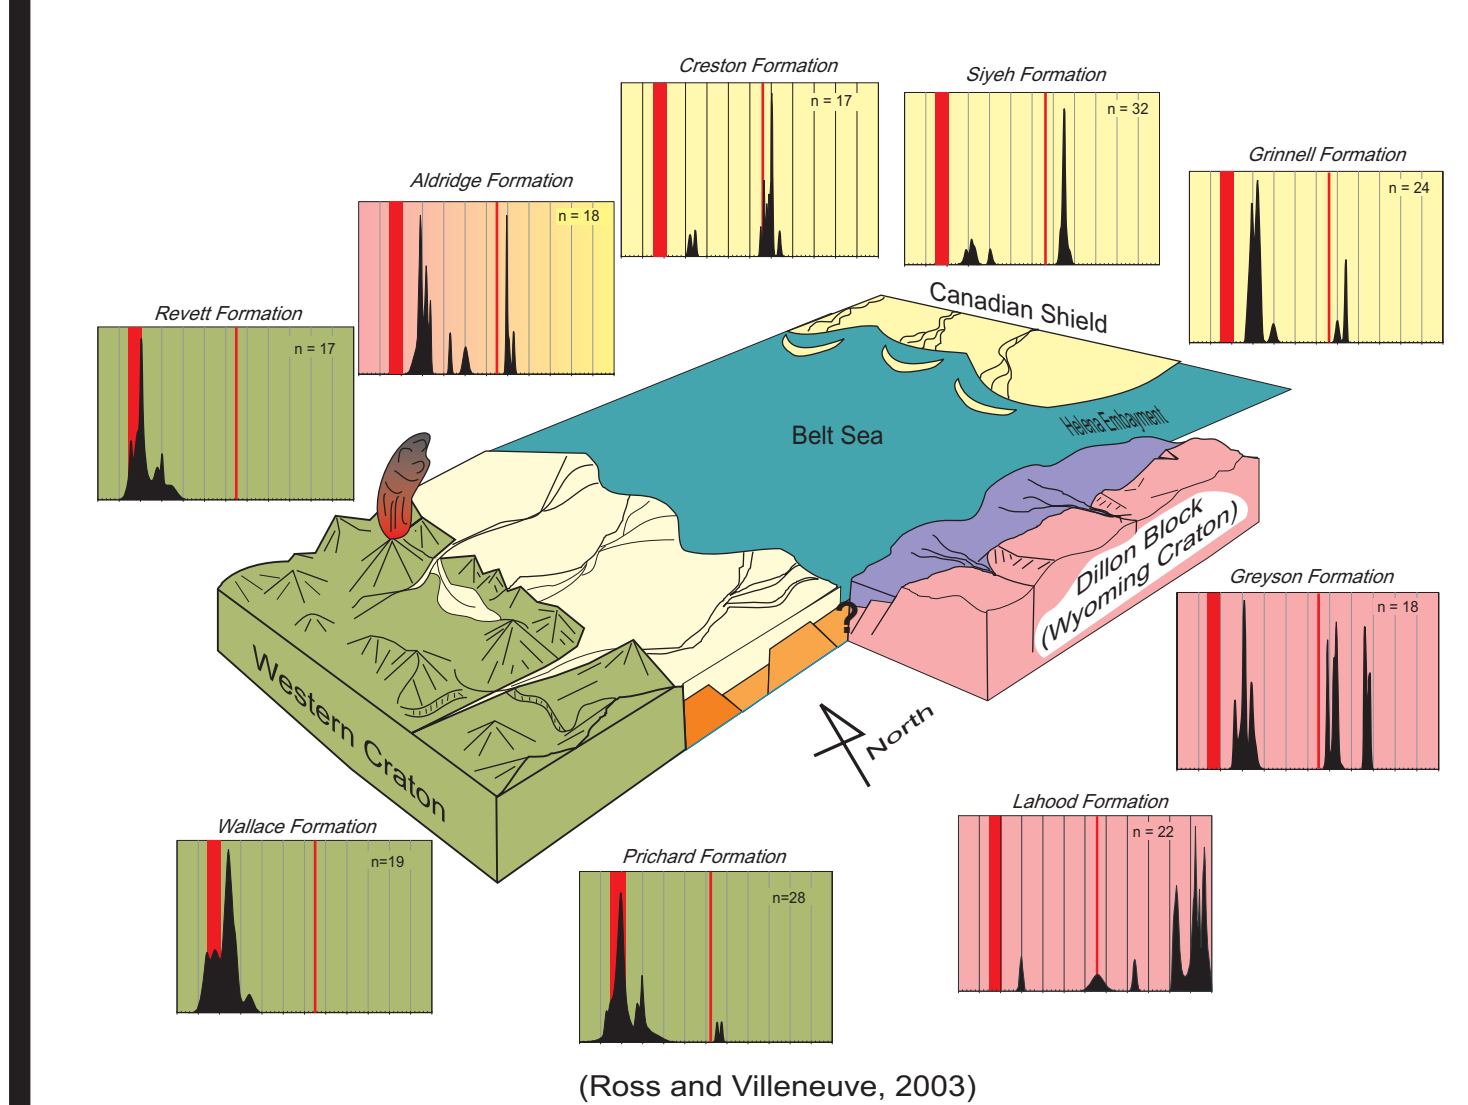 Creston Formation
n = 17
Siyeh Formation
n = 32
Grinnell Formation
n = 24
Aldridge Formation
n = 18
Revett Formation
n = 17
Canadian Shield
Belt Sea
Helena Embayment
Dillon Block
(Wyoming Craton)
?
North
Western Craton
Greyson Formation
n = 18
Lahood Formation
n = 22
Wallace Formation
n=19
Prichard Formation
n=28
(Ross and Villeneuve, 2003)